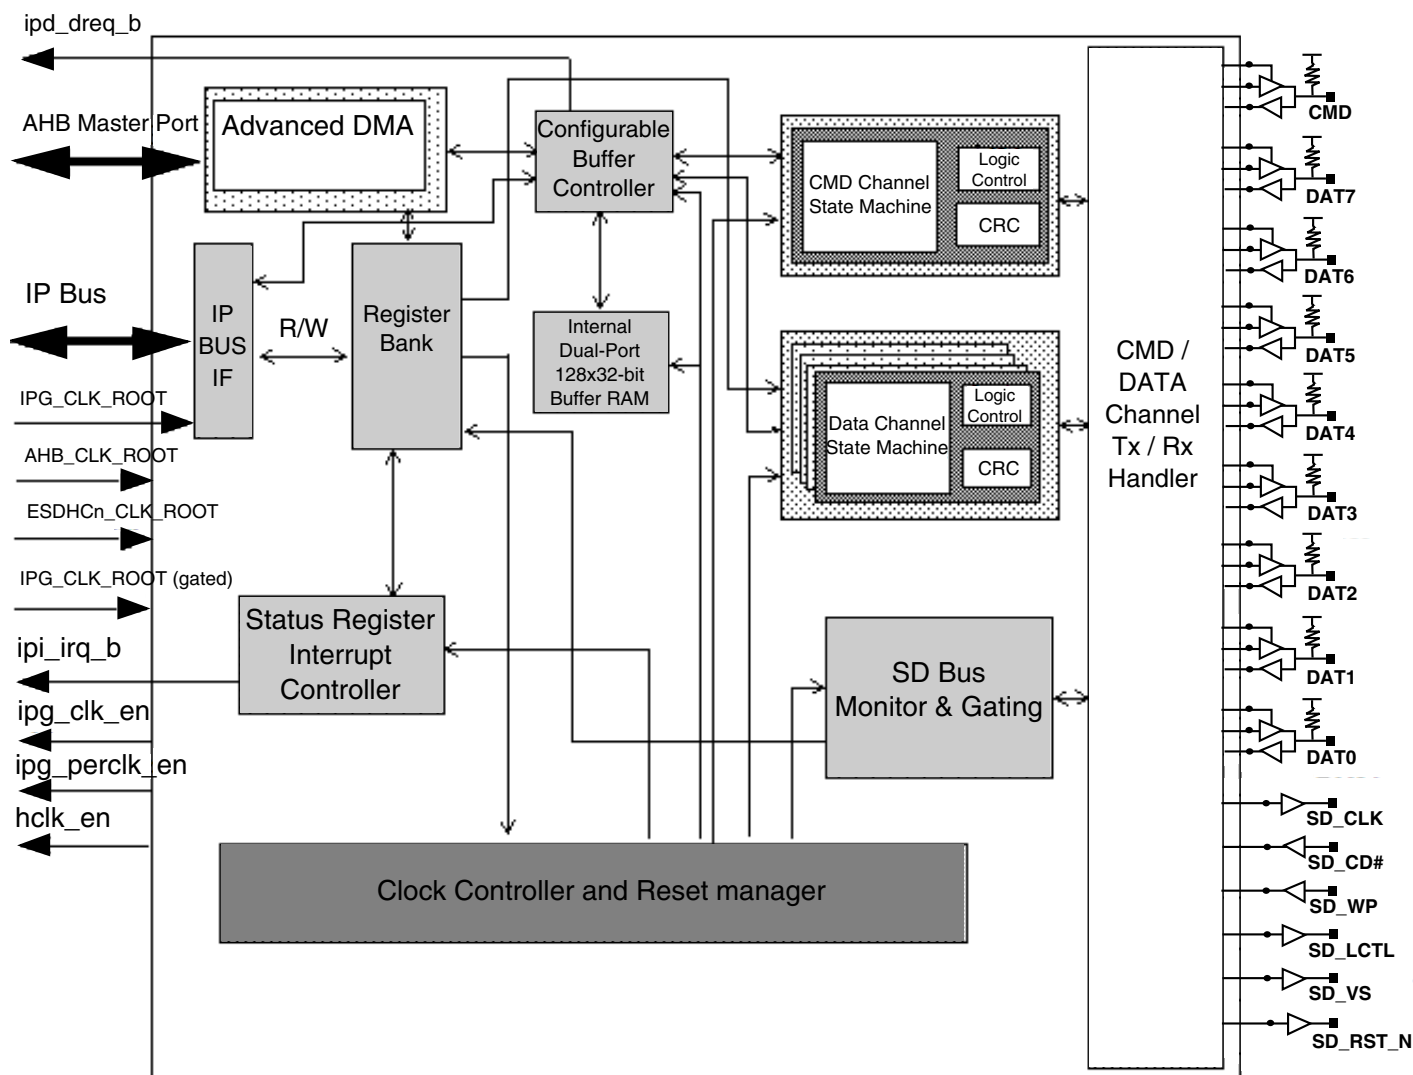 ipd_dreq_b
AHB Master Port
Advanced DMA
Configurable
Buffer
Controller
CMD Channel
State Machine
Logic
Control
CRC
IP Bus
IP
BUS
IF
R/W
Register
Bank
Internal
Dual-Port
128x32-bit
Buffer RAM
Data Channel
State Machine
Logic
Control
CRC
CMD /
DATA
Channel
Tx / Rx
Handler
IPG_CLK_ROOT
AHB_CLK_ROOT
ESDHCn_CLK_ROOT
IPG_CLK_ROOT (gated)
ipi_irq_b
ipg_clk_en
ipg_perclk_en
hclk_en
Status Register
Interrupt
Controller
SD Bus
Monitor & Gating
Clock Controller and Reset manager
CMD
DAT7
DAT6
DAT5
DAT4
DAT3
DAT2
DAT1
DAT0
SD_CLK
SD_CD#
SD_WP
SD_LCTL
SD_VS
SD_RST_N